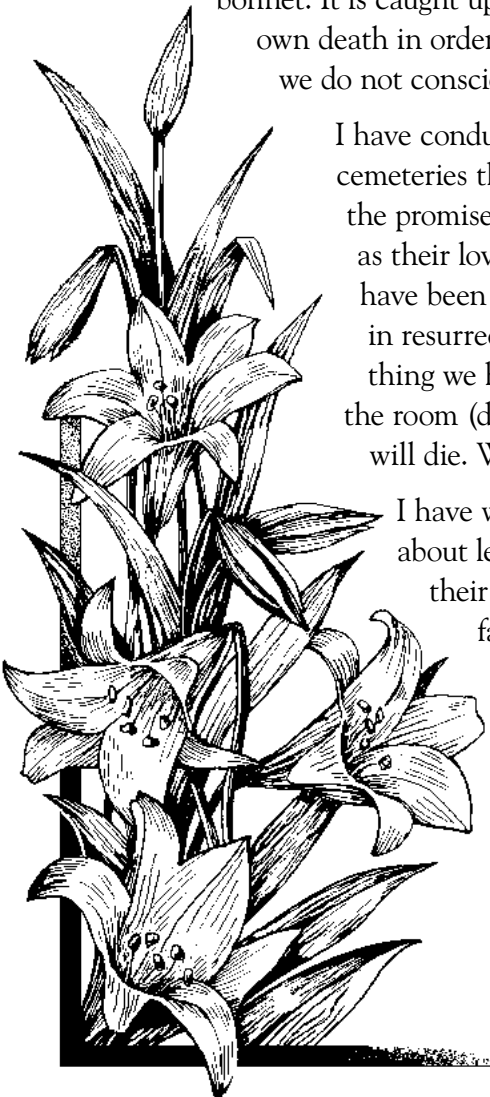 bonnet. It is caught up
own death in order
we do not consci
I have condu
cemeteries th
the promise
as their lov
have been
in resurrec
thing we h
the room (d
will die. W
I have w
about le
their
fa